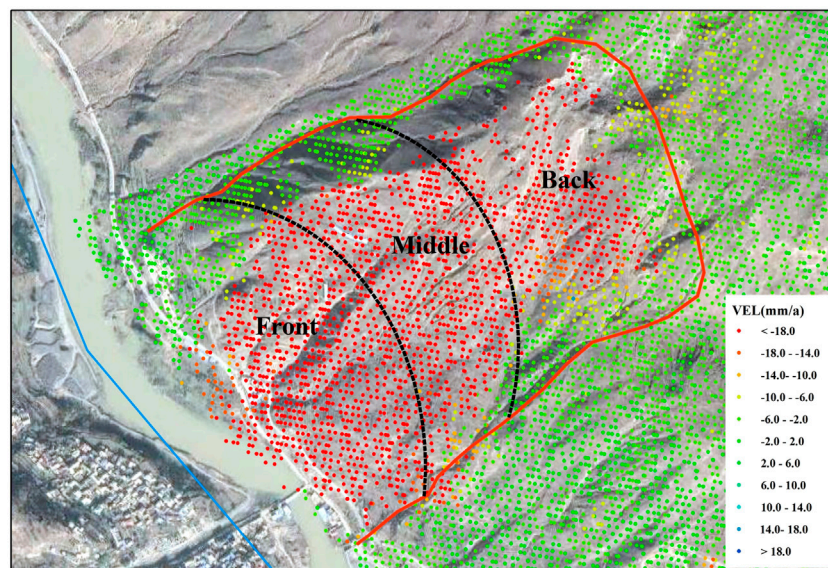 Back
Middle
Front
VEL(mm/a)
< -18.0
-18.0 - -14.0
-14.0- -10.0
-10.0 - -6.0
-6.0 - -2.0
-2.0 - 2.0
2.0 - 6.0
6.0 - 10.0
10.0 - 14.0
14.0- 18.0
> 18.0